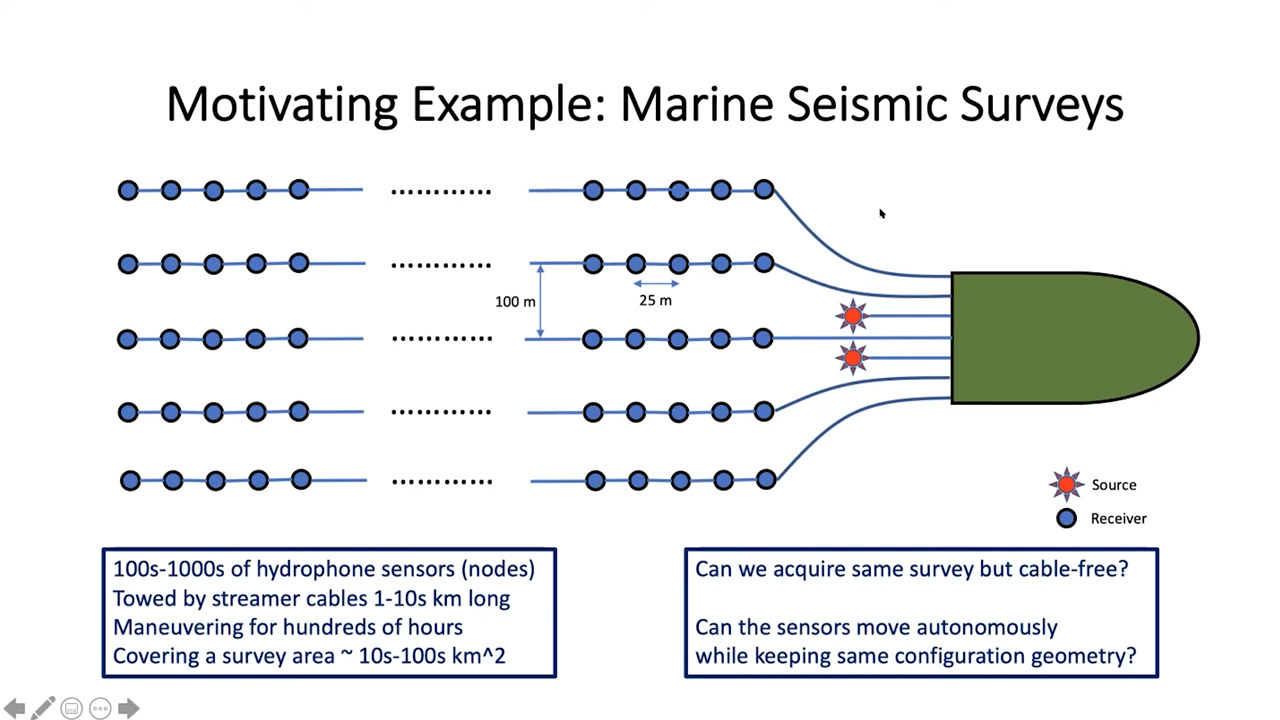 Motivating Example: Marine Seismic Surveys
............
............
100 m
25 m
............
............
............
Source
Receiver
100s-1000s of hydrophone sensors (nodes)
Towed by streamer cables 1-10s km long
Maneuvering for hundreds of hours
Covering a survey area ~ 10s-100s km^2
Can we acquire same survey but cable-free?
Can the sensors move autonomously
while keeping same configuration geometry?